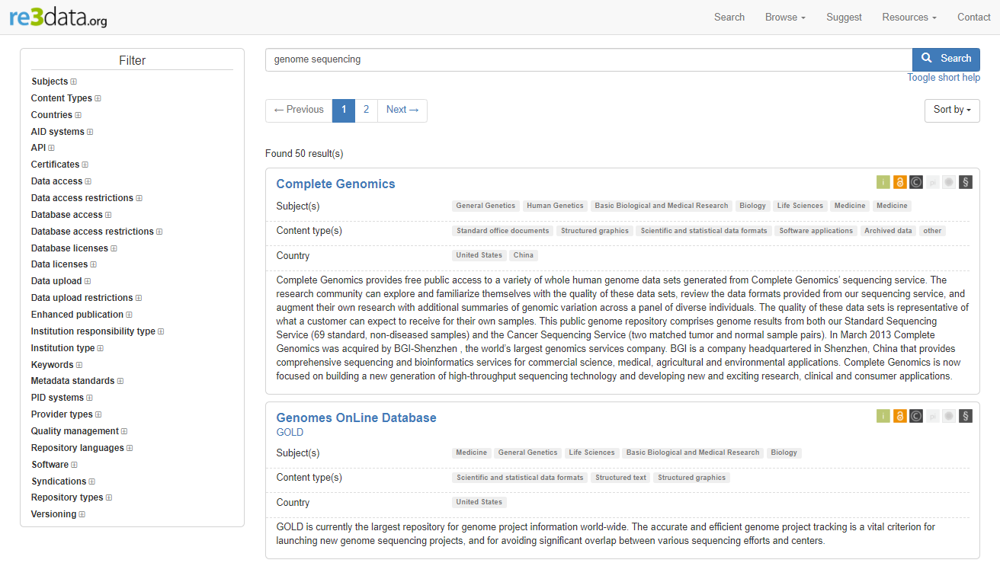 re3data.org
Search Browse Suggest Resources Contact
Filter
Subjects
Content Types
Countries
AID systems
API
Certificates
Data access
Data access restrictions
Database access
Database access restrictions
Database licenses
Data licenses
Data upload
Data upload restrictions
Enhanced publication
Institution responsibility type
Institution type
Keywords
Metadata standards
PID systems
Provider types
Quality management
Repository languages
Software
Syndications
Repository types
Versioning
genome sequencing
Search
Toogle short help
← Previous 1 2 Next →
Sort by
Found 50 result(s)
Complete Genomics
Subject(s) General Genetics Human Genetics Basic Biological and Medical Research Biology Life Sciences Medicine Medicine
Content type(s) Standard office documents Structured graphics Scientific and statistical data formats Software applications Archived data other
Country United States China
Complete Genomics provides free public access to a variety of whole human genome data sets generated from Complete Genomics’ sequencing service. The
research community can explore and familiarize themselves with the quality of these data sets, review the data formats provided from our sequencing service, and
augment their own research with additional summaries of genomic variation across a panel of diverse individuals. The quality of these data sets is representative of
what a customer can expect to receive for their own samples. This public genome repository comprises genome results from both our Standard Sequencing
Service (69 standard, non-diseased samples) and the Cancer Sequencing Service (two matched tumor and normal sample pairs). In March 2013 Complete
Genomics was acquired by BGI-Shenzhen , the world’s largest genomics services company. BGI is a company headquartered in Shenzhen, China that provides
comprehensive sequencing and bioinformatics services for commercial science, medical, agricultural and environmental applications. Complete Genomics is now
focused on building a new generation of high-throughput sequencing technology and developing new and exciting research, clinical and consumer applications.
Genomes OnLine Database
GOLD
Subject(s) Medicine General Genetics Life Sciences Basic Biological and Medical Research Biology
Content type(s) Scientific and statistical data formats Structured text Structured graphics
Country United States
GOLD is currently the largest repository for genome project information world-wide. The accurate and efficient genome project tracking is a vital criterion for
launching new genome sequencing projects, and for avoiding significant overlap between various sequencing efforts and centers.